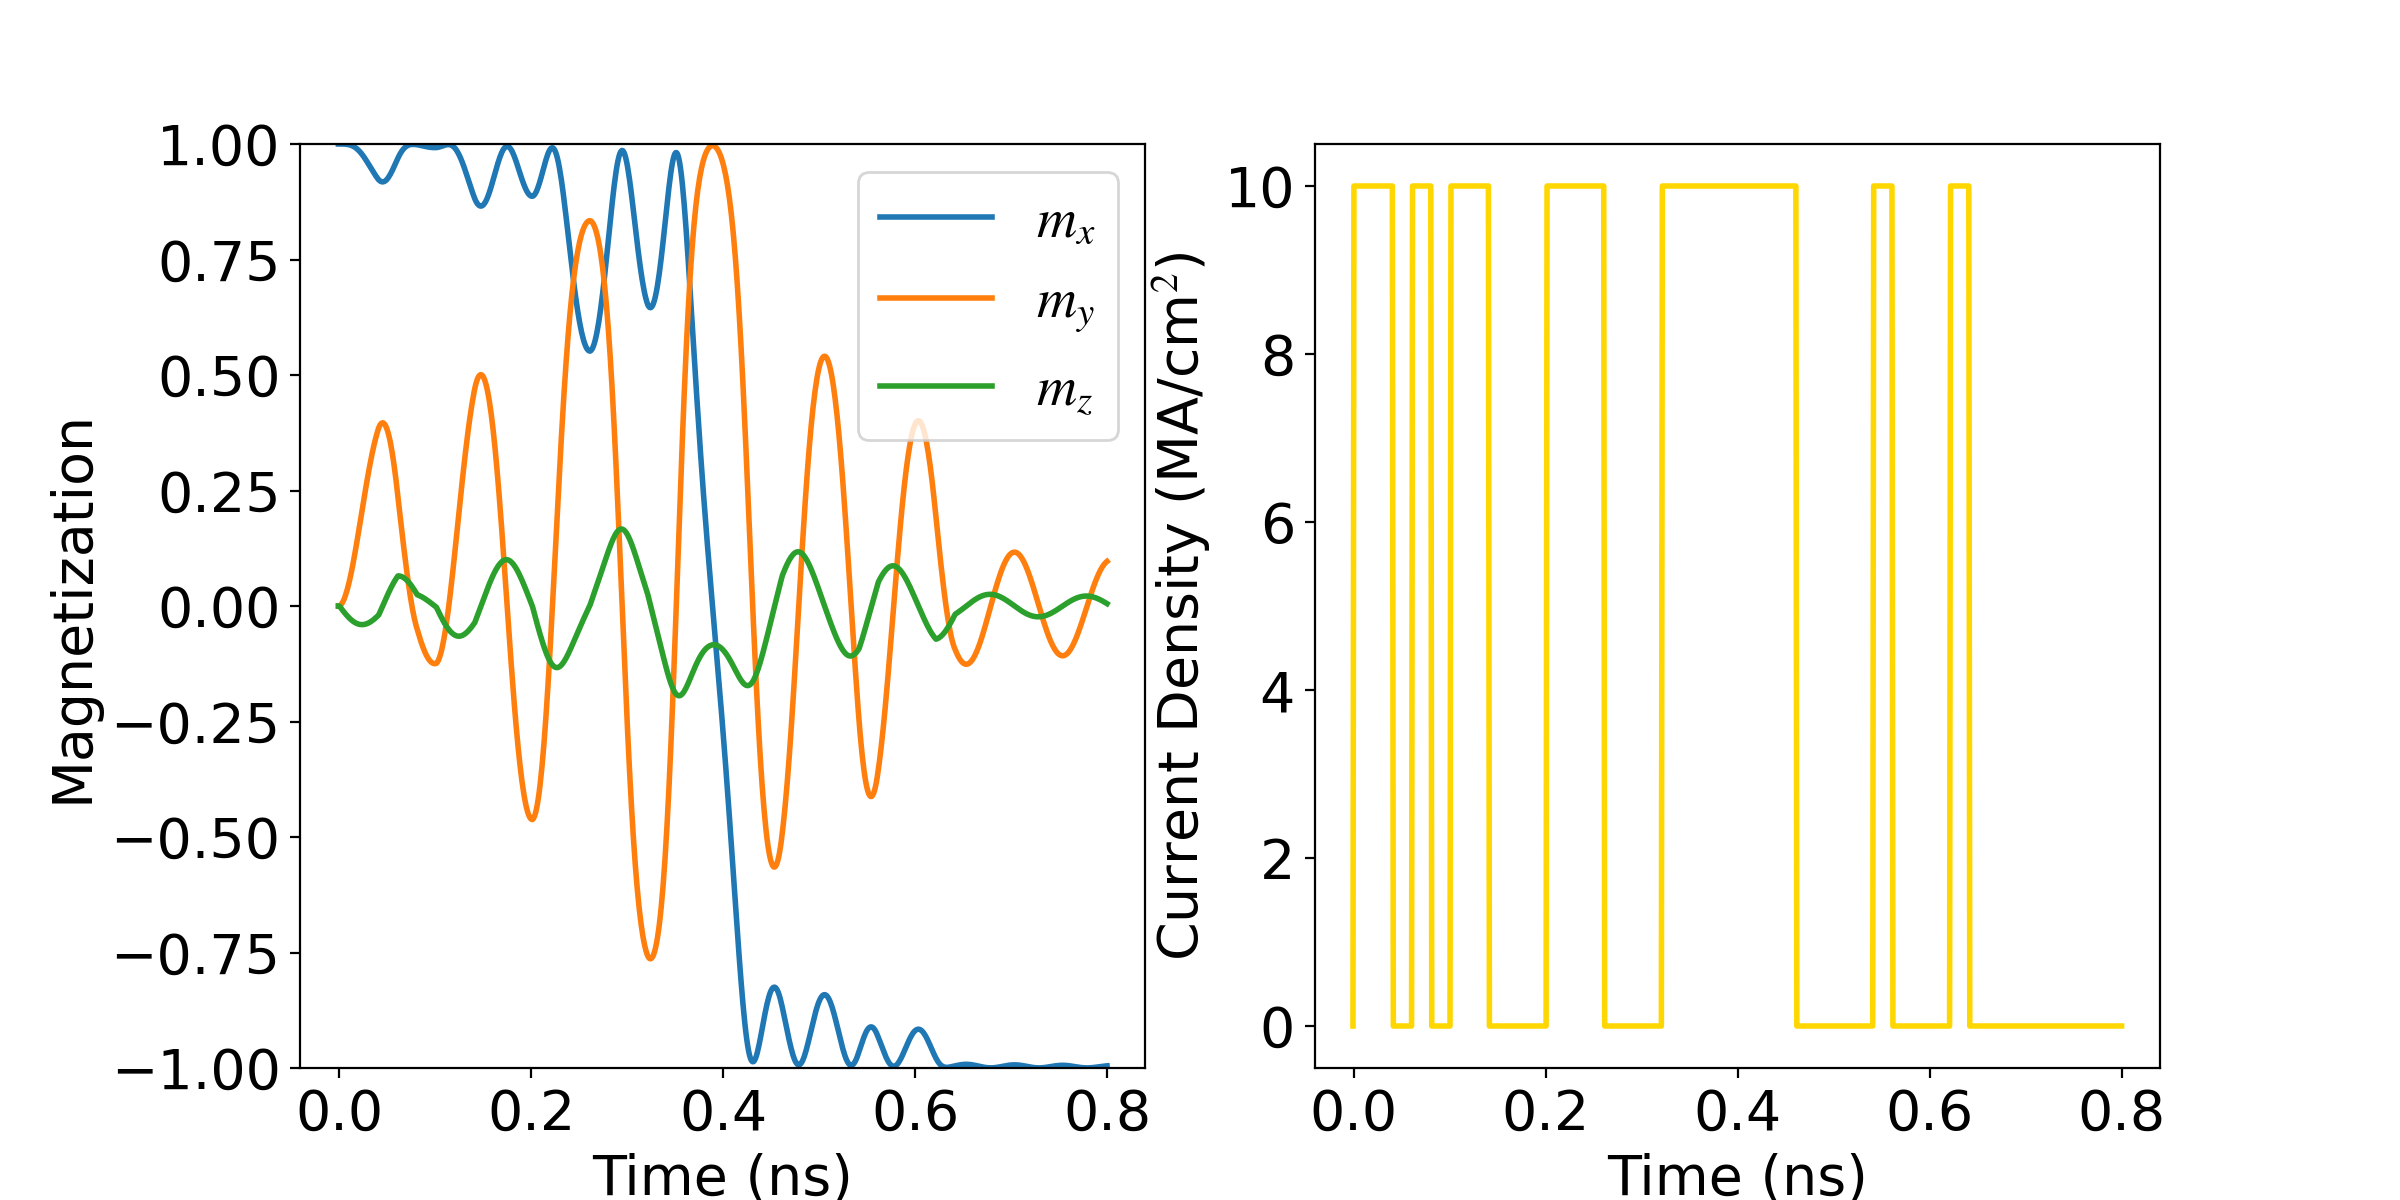 Magnetization
1.00
0.75
0.50
0.25
0.00
−0.25
−0.50
−0.75
−1.00
0.0 0.2 0.4 0.6 0.8
Time (ns)
m_x
m_y
m_z
Current Density (MA/cm²)
10
8
6
4
2
0
0.0 0.2 0.4 0.6 0.8
Time (ns)